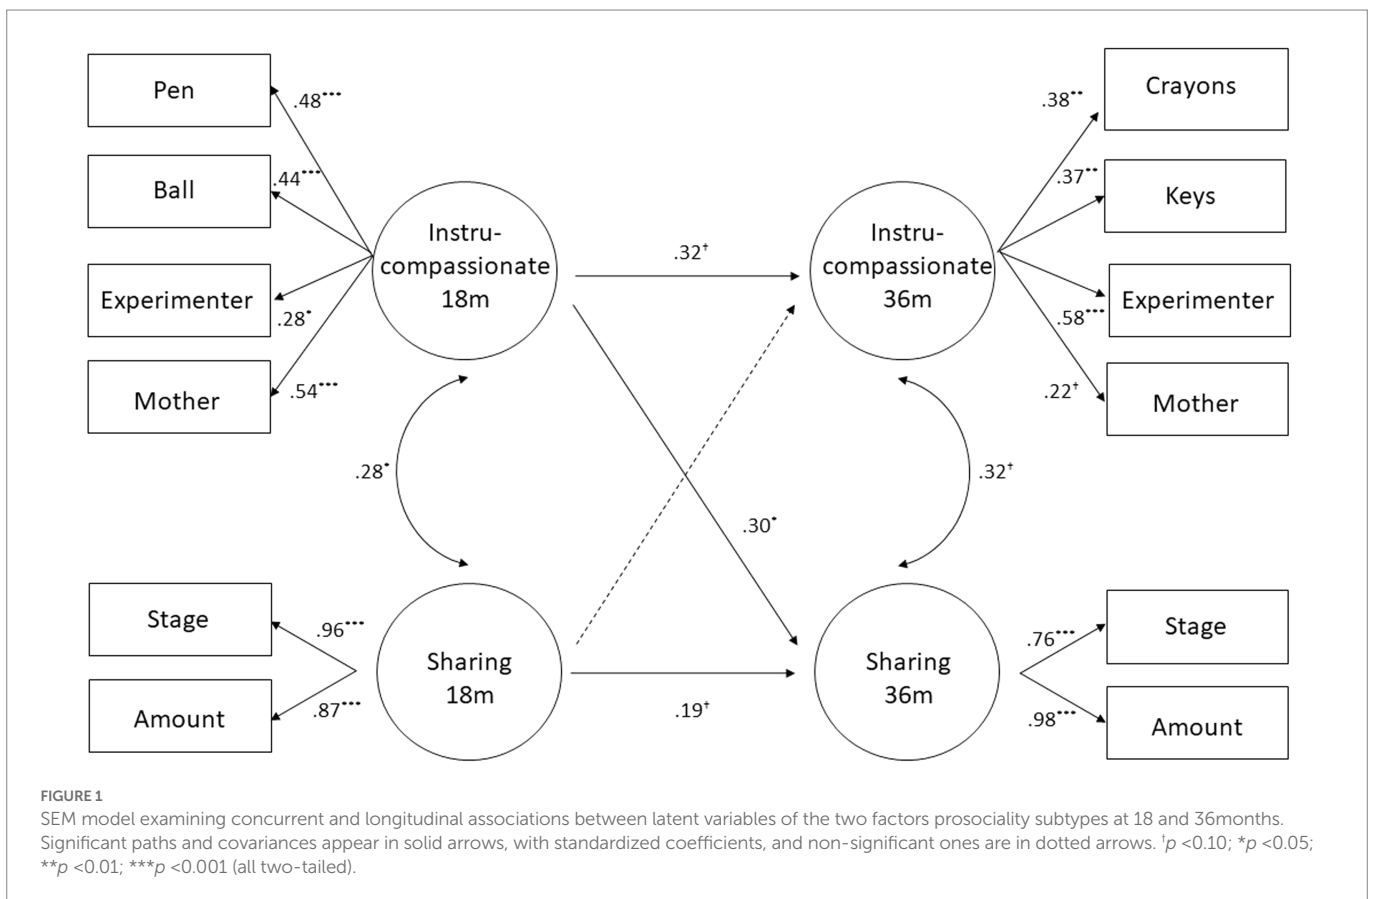 Pen
.48***
Ball
.44***
Experimenter
.28*
Mother
.54***
Instru-
compassionate
18m
.32†
Instru-
compassionate
36m
Crayons
.38**
Keys
.37**
Experimenter
.58***
Mother
.22†
.28*
.30*
.32†
Stage
.96***
Amount
.87***
Sharing
18m
.19†
Sharing
36m
Stage
.76***
Amount
.98***
FIGURE 1
SEM model examining concurrent and longitudinal associations between latent variables of the two factors prosociality subtypes at 18 and 36months.
Significant paths and covariances appear in solid arrows, with standardized coefficients, and non-significant ones are in dotted arrows. †p <0.10; *p <0.05;
**p <0.01; ***p <0.001 (all two-tailed).